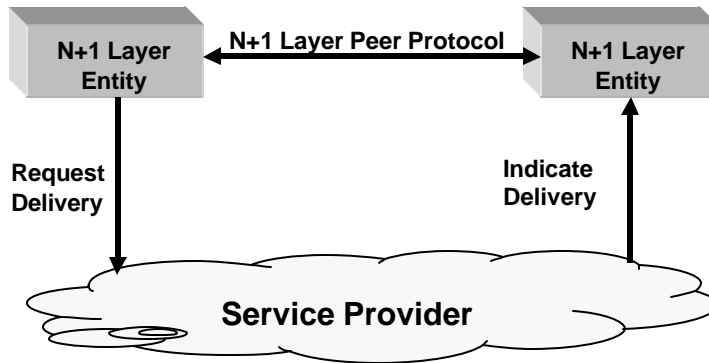 N+1 Layer
Entity
N+1 Layer Peer Protocol
N+1 Layer
Entity
Request
Delivery
Indicate
Delivery
Service Provider